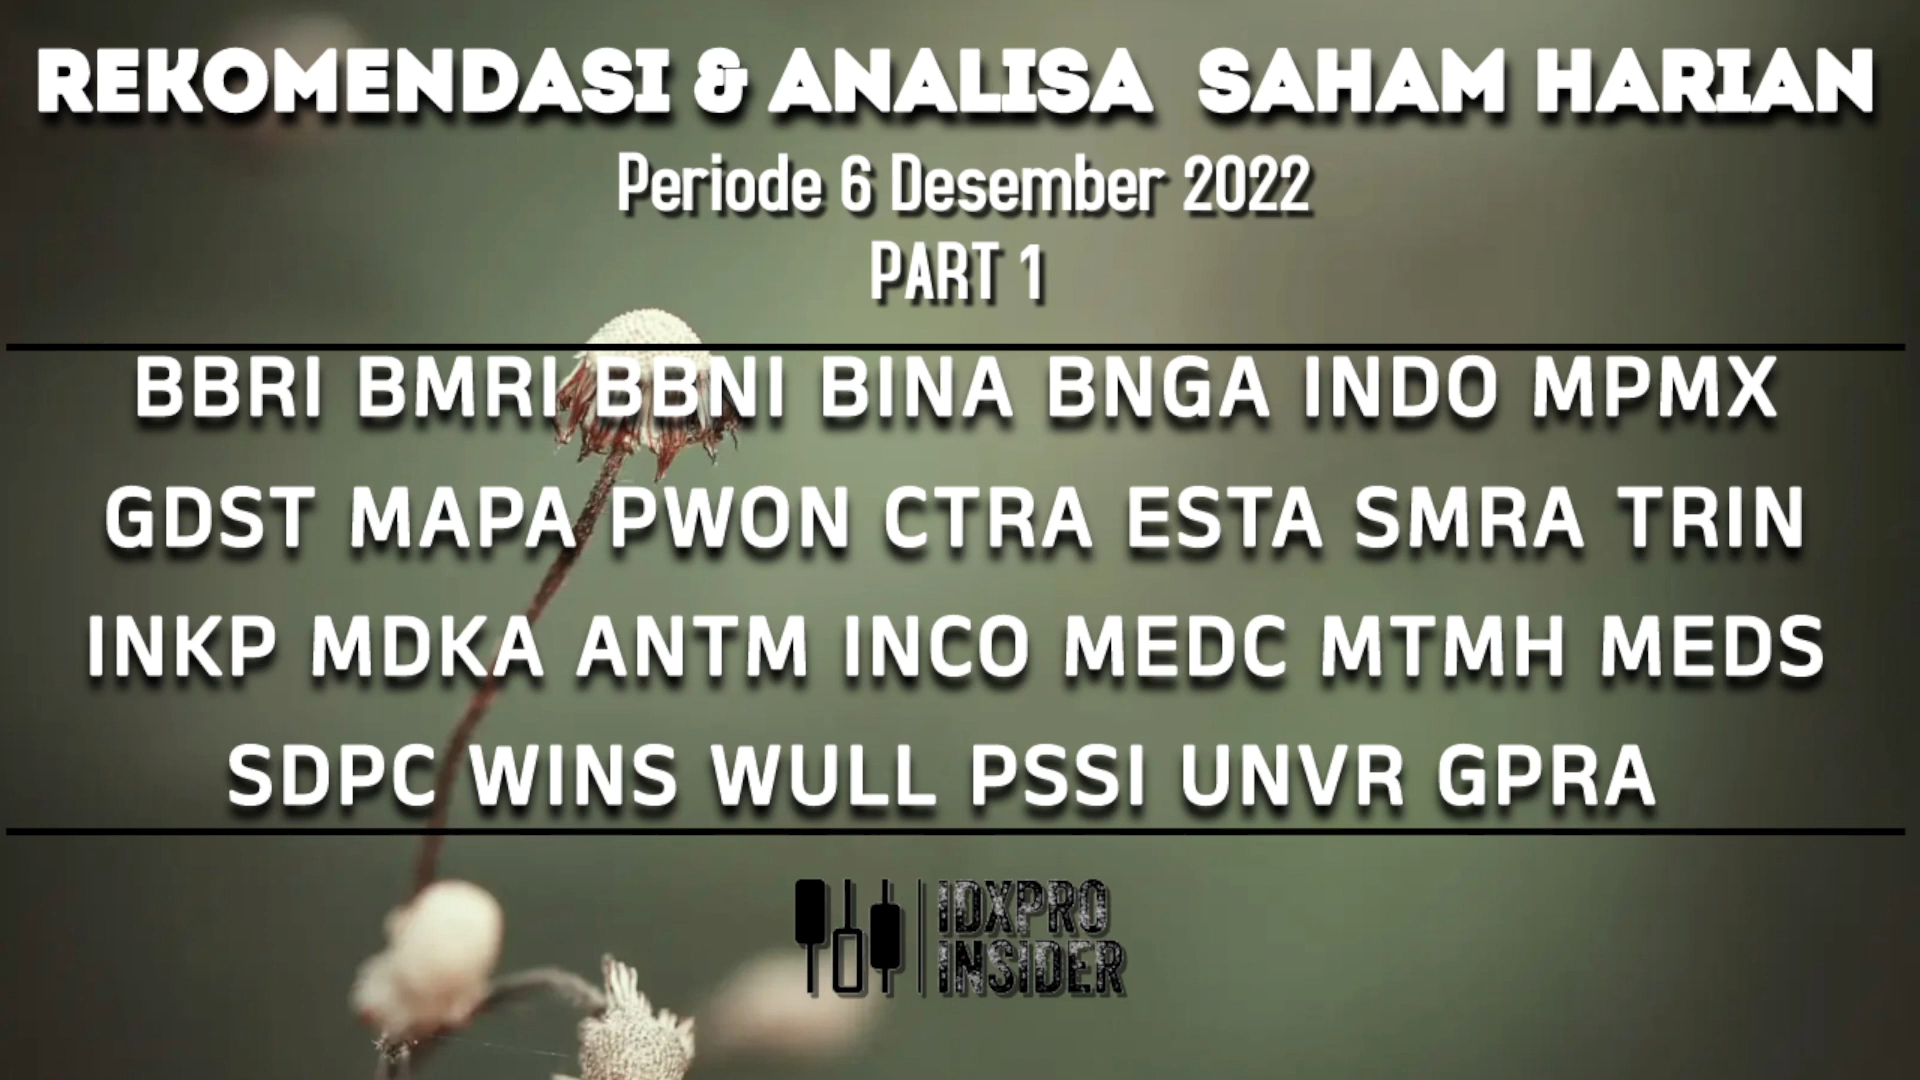 REKOMENDASI & ANALISA SAHAM HARIAN
Periode 6 Desember 2022
PART 1
BBRI BMRI BBNI BINA BNGA INDO MPMX
GDST MAPA PWON CTRA ESTA SMRA TRIN
INKP MDKA ANTM INCO MEDC MTMH MEDS
SDPC WINS WULL PSSI UNVR GPRA
IDXPRO
INSIDER